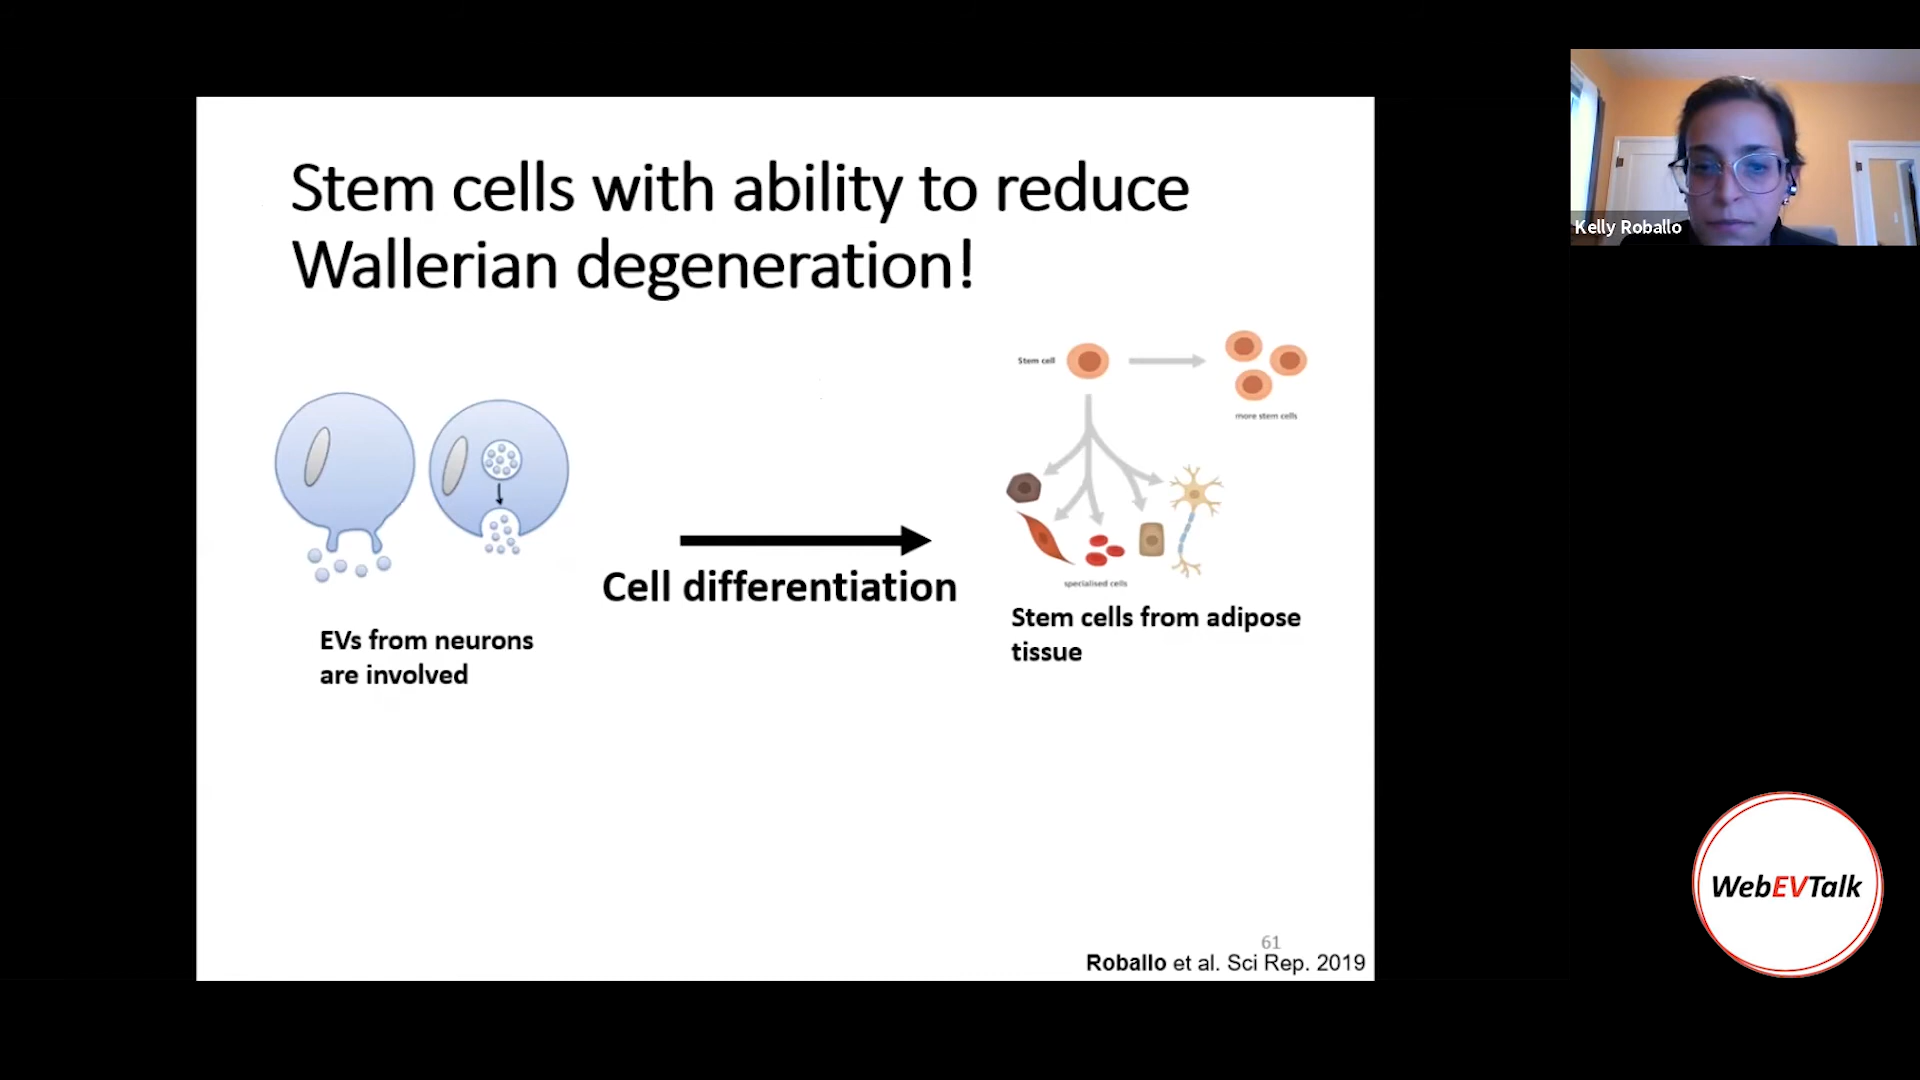 Stem cells with ability to reduce
Wallerian degeneration!
Stem cell
more stem cells
specialised cells
Cell differentiation
EVs from neurons
are involved
Stem cells from adipose
tissue
61
Roballo et al. Sci Rep. 2019
Kelly Roballo
WebEVTalk